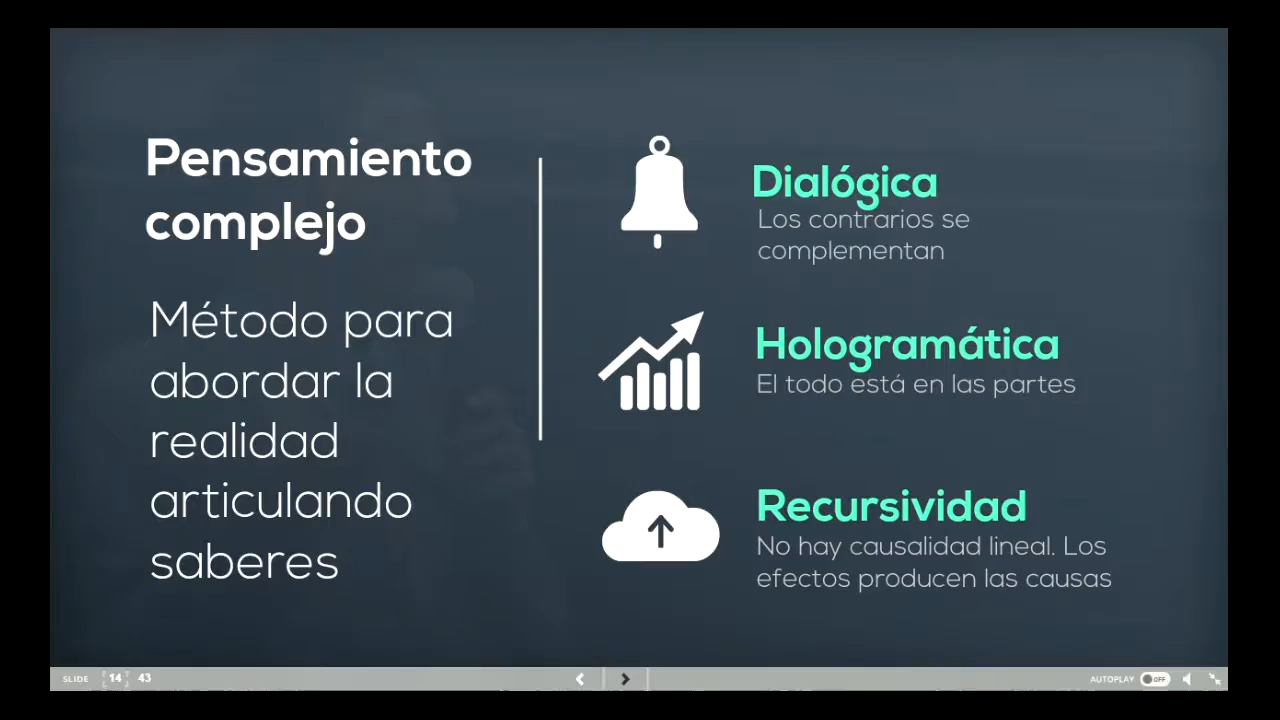 Pensamiento
complejo
Método para
abordar la
realidad
articulando
saberes
Dialógica
Los contrarios se
complementan
Hologramática
El todo está en las partes
Recursividad
No hay causalidad lineal. Los
efectos producen las causas
SLIDE 14 43
AUTOPLAY OFF